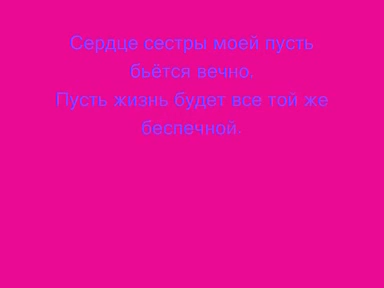 Сердце сестры моей пусть
бьётся вечно.
Пусть жизнь будет все той же
беспечной.